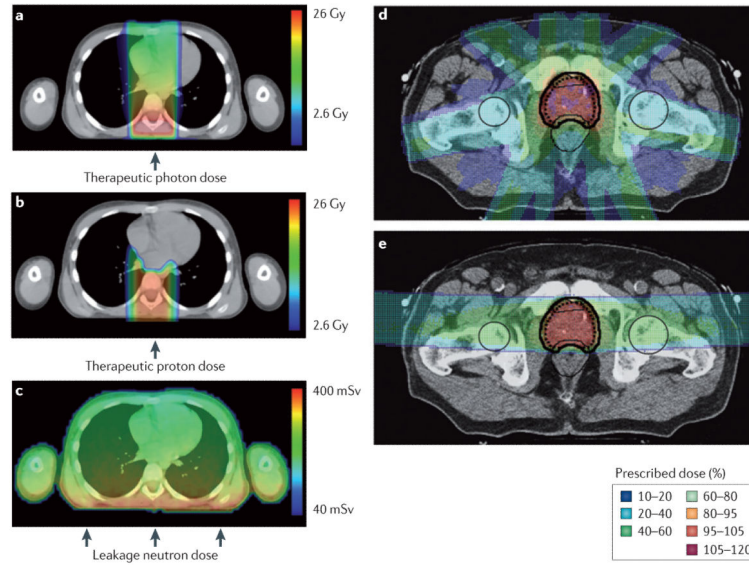 a
26 Gy
2.6 Gy
Therapeutic photon dose
b
26 Gy
2.6 Gy
Therapeutic proton dose
c
400 mSv
40 mSv
Leakage neutron dose
d
e
Prescribed dose (%)
10–20
20–40
40–60
60–80
80–95
95–105
105–120